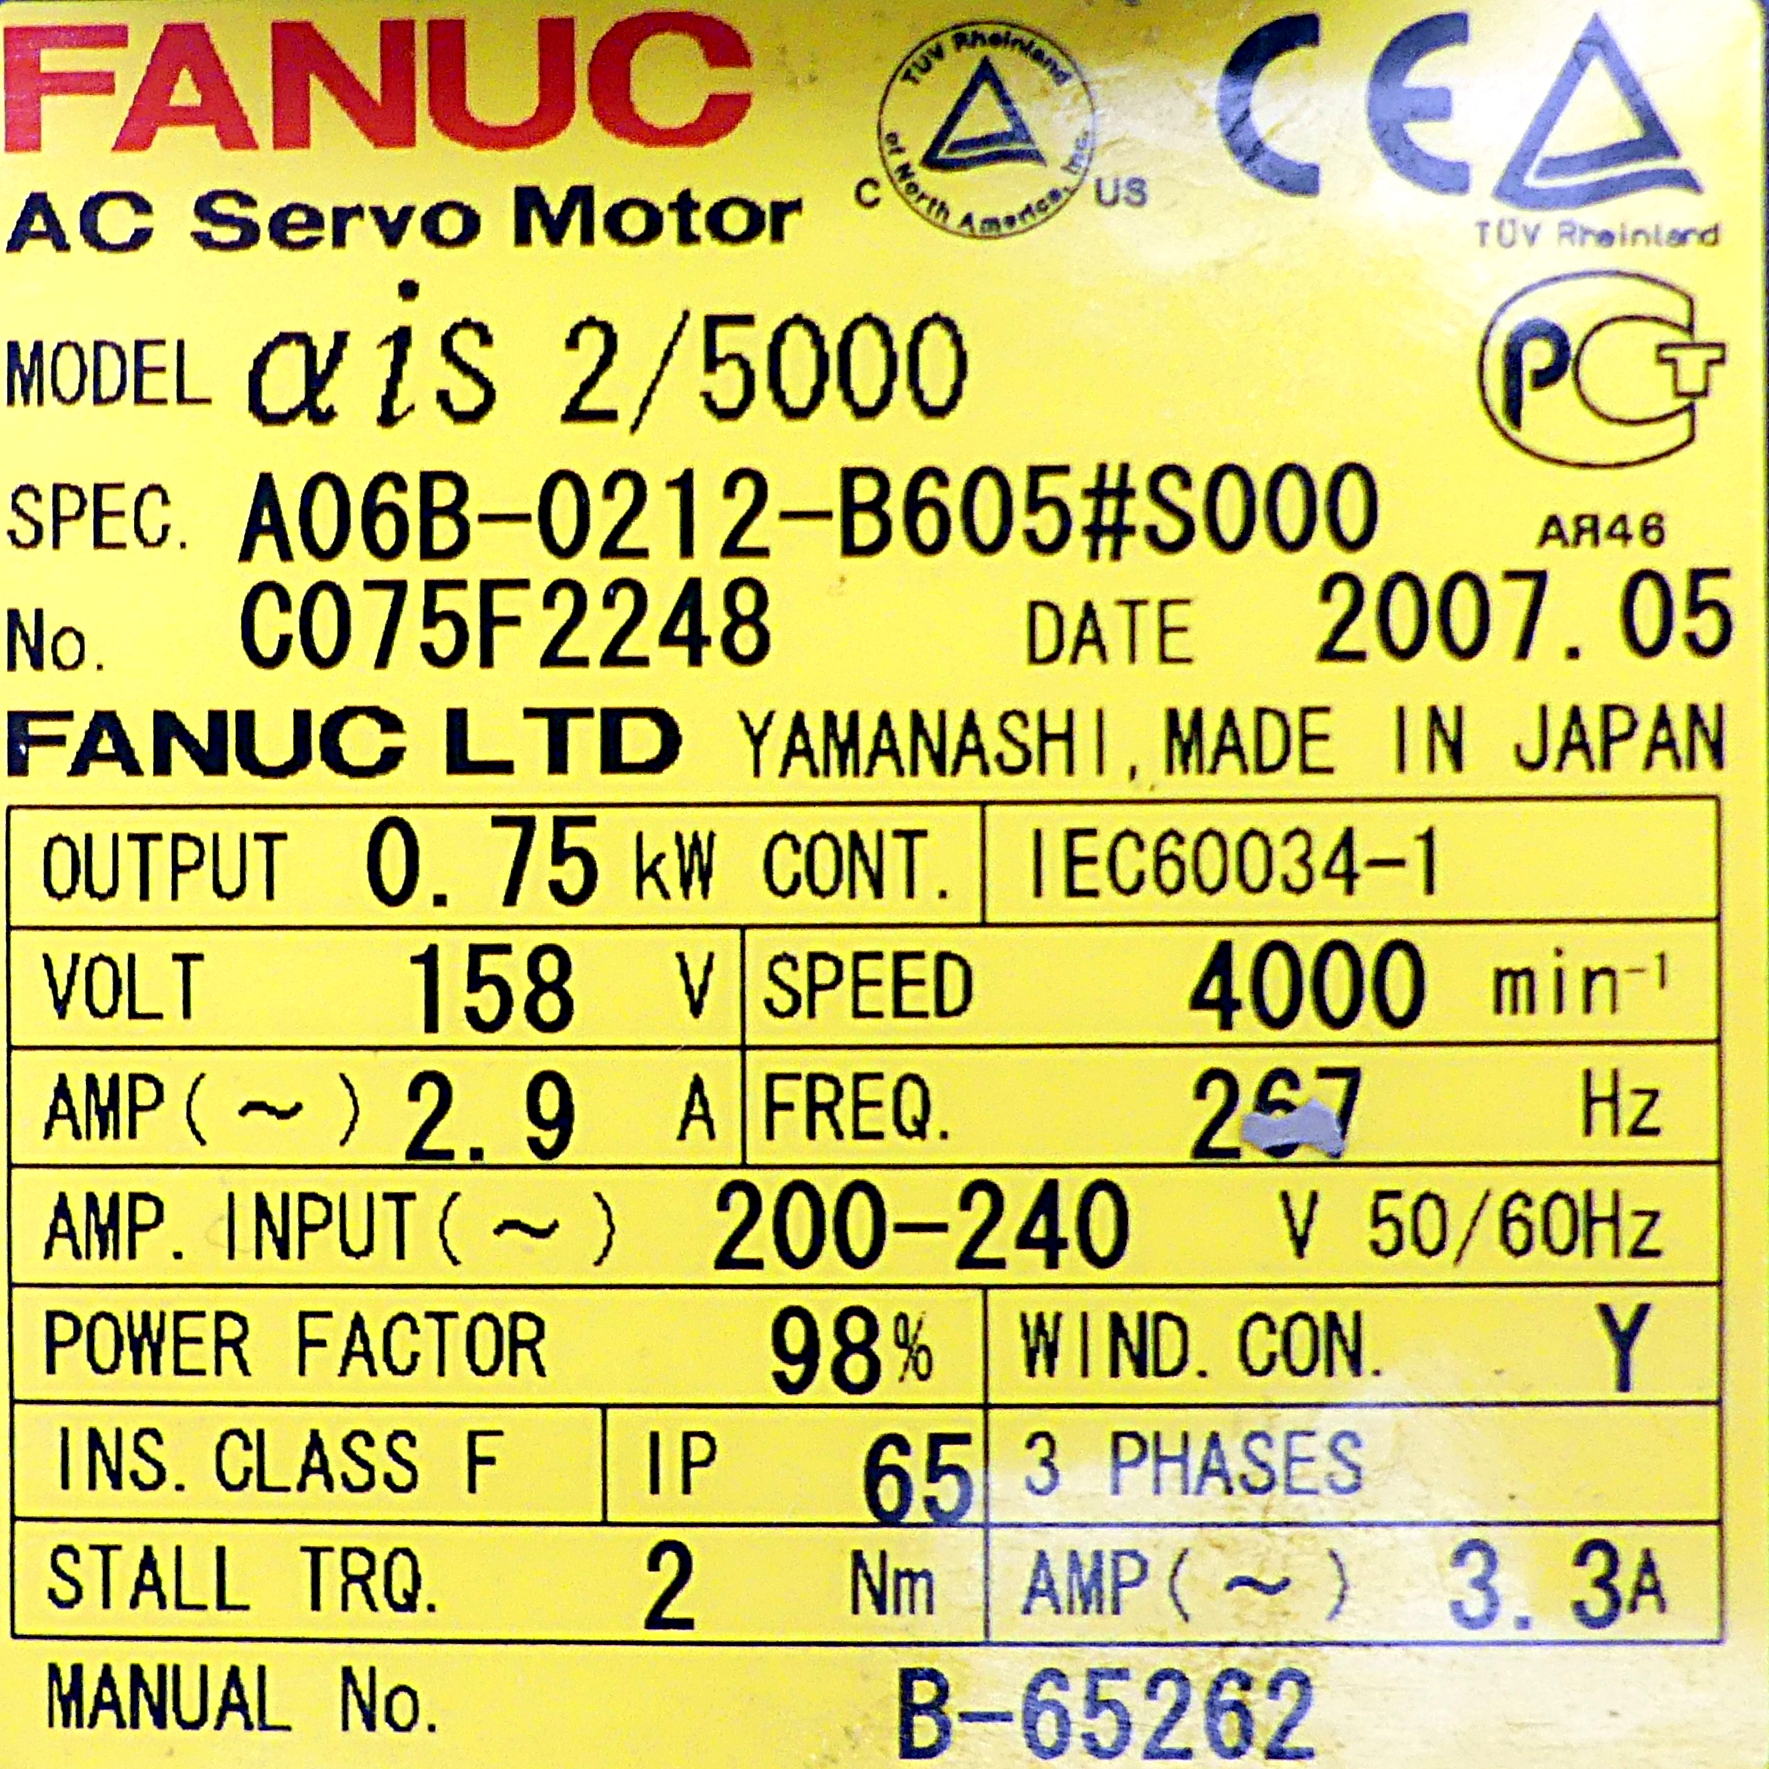 FANUC
TÜV Rheinland of North America, Inc.
C US
CE
TÜV Rheinland
AC Servo Motor
MODEL αiS 2/5000
PCT
SPEC. A06B-0212-B605#S000
АЯ46
No. C075F2248 DATE 2007.05
FANUC LTD YAMANASHI, MADE IN JAPAN
OUTPUT 0.75 kW CONT. IEC60034-1
VOLT 158 V SPEED 4000 min⁻¹
AMP(~) 2.9 A FREQ. 267 Hz
AMP. INPUT(~) 200-240 V 50/60Hz
POWER FACTOR 98% WIND. CON. Y
INS. CLASS F IP 65 3 PHASES
STALL TRQ. 2 Nm AMP(~) 3.3A
MANUAL No. B-65262